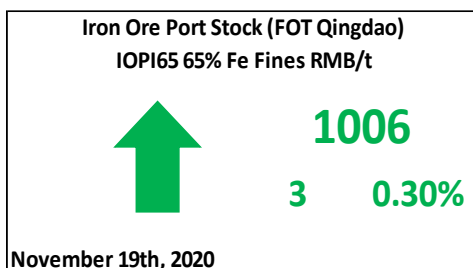 Iron Ore Port Stock (FOT Qingdao)
IOPI65 65% Fe Fines RMB/t
1006
3 0.30%
November 19th, 2020